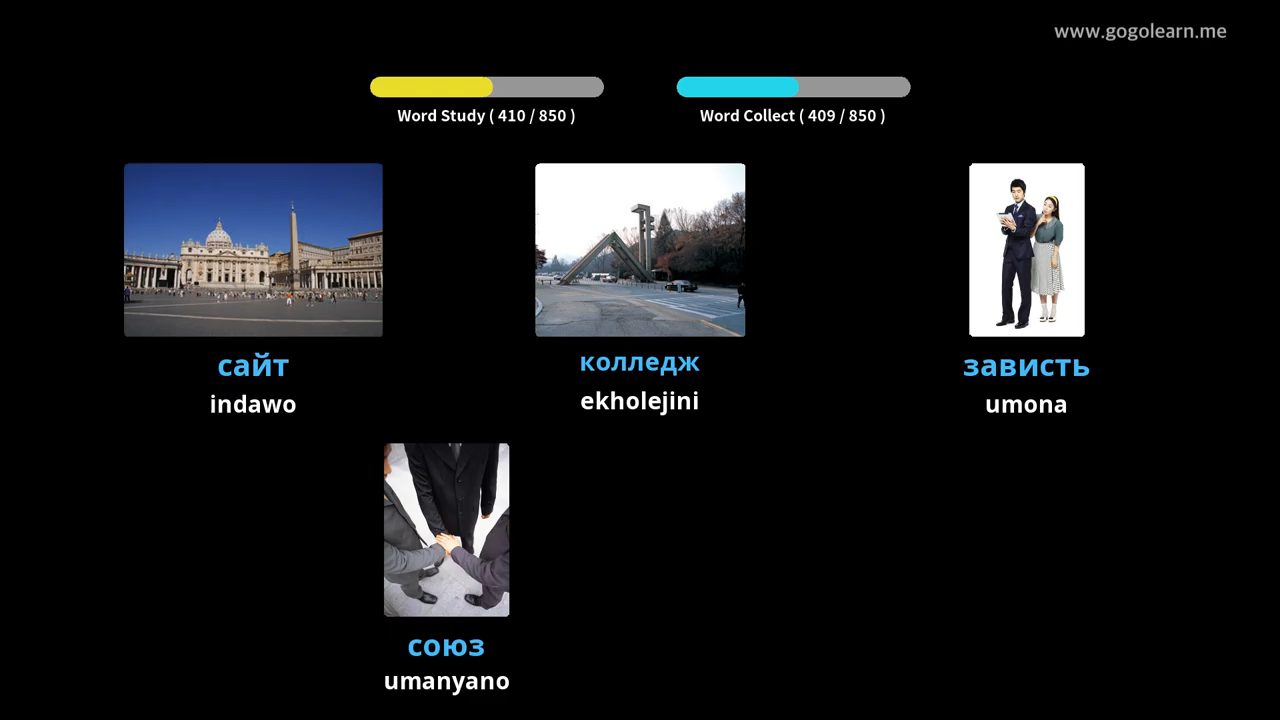 www.gogolearn.me
Word Study ( 410 / 850 )
Word Collect ( 409 / 850 )
сайт
indawo
колледж
ekholejini
зависть
umona
союз
umanyano